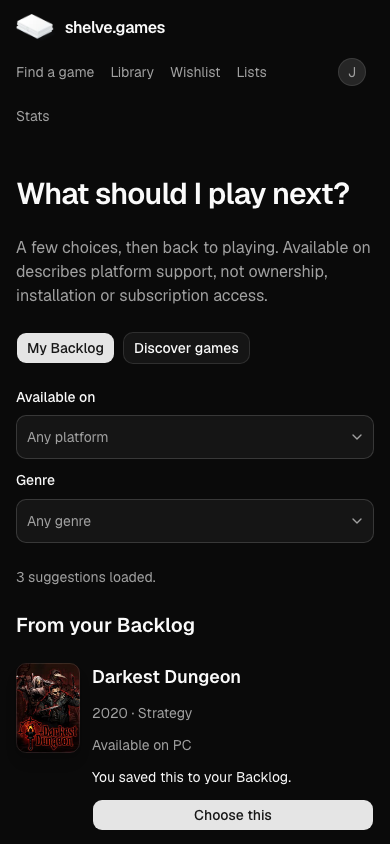 shelve.games
Find a game Library Wishlist Lists J
Stats
What should I play next?
A few choices, then back to playing. Available on
describes platform support, not ownership,
installation or subscription access.
My Backlog Discover games
Available on
Any platform
Genre
Any genre
3 suggestions loaded.
From your Backlog
Darkest Dungeon
Darkest Dungeon
2020 · Strategy
Available on PC
You saved this to your Backlog.
Choose this